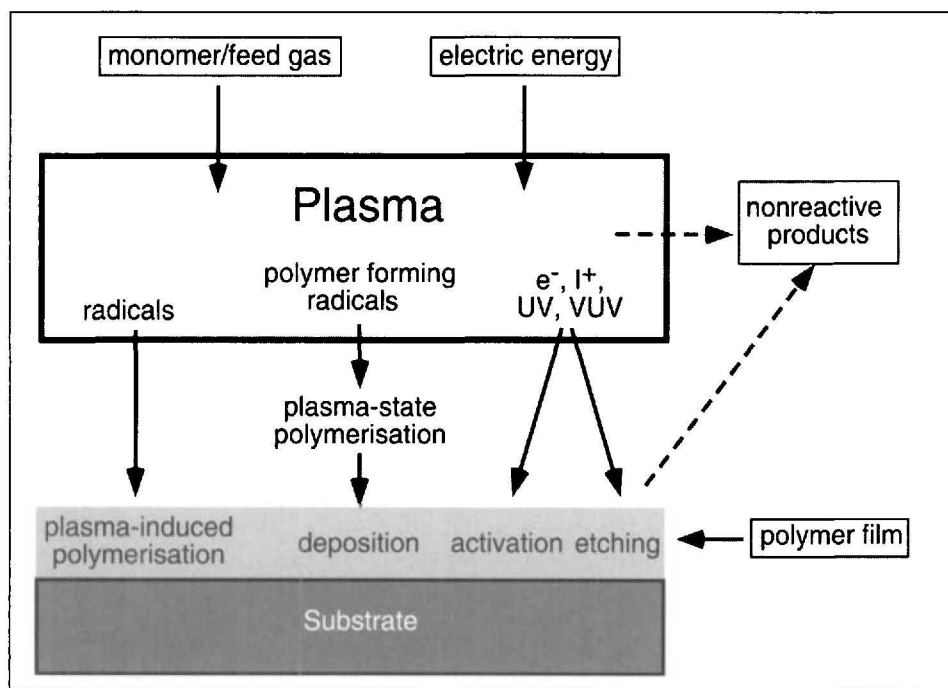 monomer/feed gas
electric energy
Plasma
nonreactive
products
radicals
polymer forming
radicals
e⁻, I⁺,
UV, VUV
plasma-state
polymerisation
plasma-induced
polymerisation
deposition
activation
etching
polymer film
Substrate